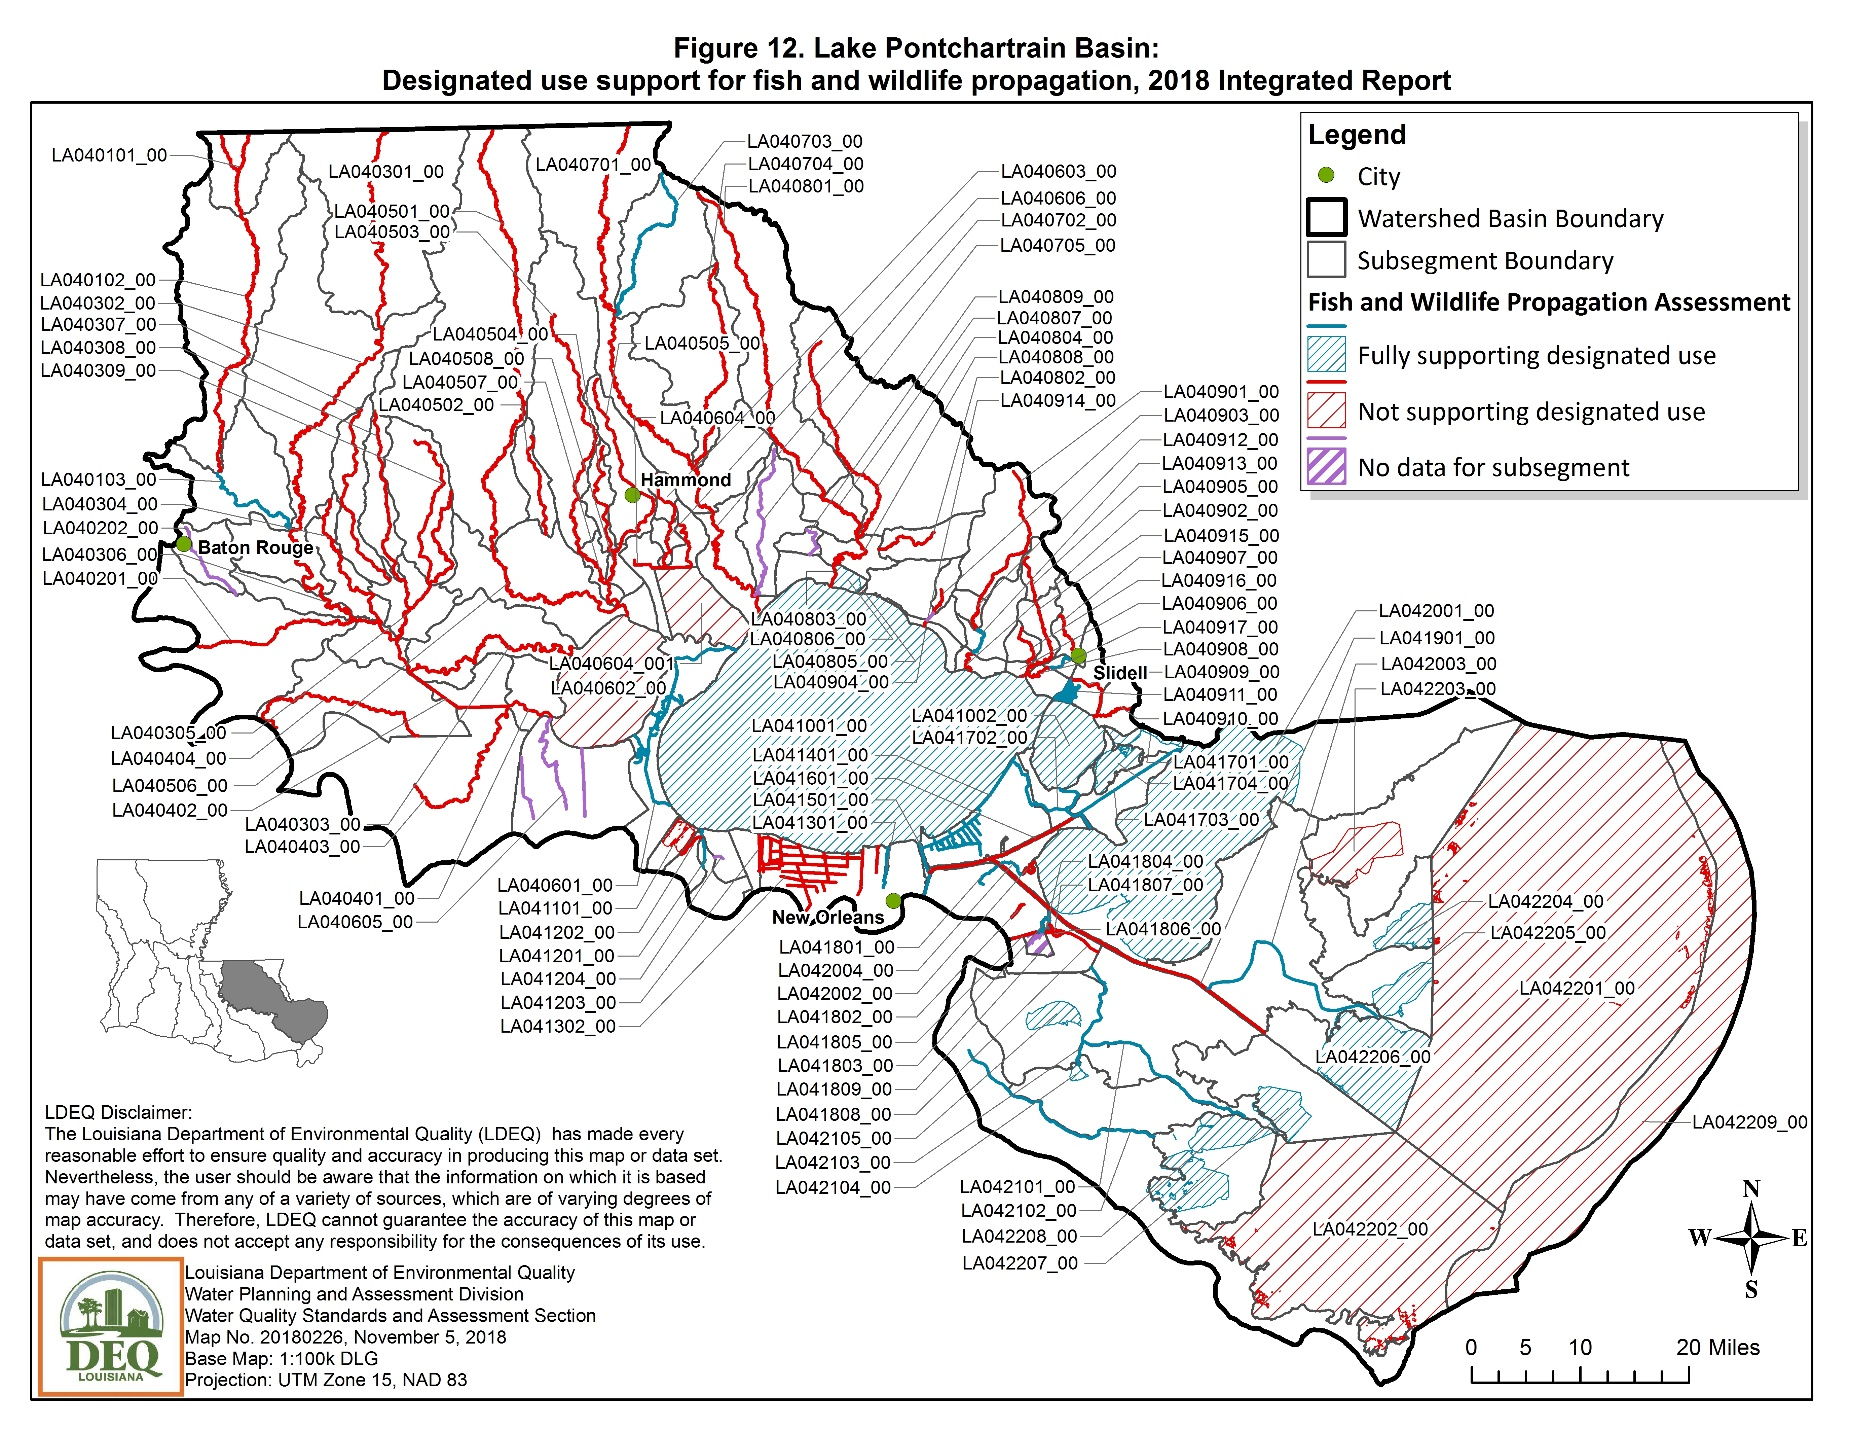 Figure 12. Lake Pontchartrain Basin:
Designated use support for fish and wildlife propagation, 2018 Integrated Report
Legend
City
Watershed Basin Boundary
Subsegment Boundary
Fish and Wildlife Propagation Assessment
Fully supporting designated use
Not supporting designated use
No data for subsegment
LA040101_00
LA040301_00
LA040501_00
LA040503_00
LA040701_00
LA040703_00
LA040704_00
LA040801_00
LA040603_00
LA040606_00
LA040702_00
LA040705_00
LA040102_00
LA040302_00
LA040307_00
LA040308_00
LA040309_00
LA040504_00
LA040508_00
LA040507_00
LA040502_00
LA040505_00
LA040604_00
LA040809_00
LA040807_00
LA040804_00
LA040808_00
LA040802_00
LA040914_00
LA040901_00
LA040903_00
LA040912_00
LA040913_00
LA040905_00
LA040902_00
LA040915_00
LA040907_00
LA040916_00
LA040906_00
LA040917_00
LA040908_00
LA040909_00
LA040911_00
LA040910_00
Hammond
Baton Rouge
Slidell
New Orleans
LA040103_00
LA040304_00
LA040202_00
LA040306_00
LA040201_00
LA040803_00
LA040806_00
LA040805_00
LA040904_00
LA040604_001
LA040602_00
LA042001_00
LA041901_00
LA042003_00
LA042203_00
LA041001_00
LA041401_00
LA041601_00
LA041501_00
LA041301_00
LA041002_00
LA041702_00
LA041701_00
LA041704_00
LA041703_00
LA041804_00
LA041807_00
LA041806_00
LA040305_00
LA040404_00
LA040506_00
LA040402_00
LA040303_00
LA040403_00
LA040401_00
LA040605_00
LA040601_00
LA041101_00
LA041202_00
LA041201_00
LA041204_00
LA041203_00
LA041302_00
LA041801_00
LA042004_00
LA042002_00
LA041802_00
LA041805_00
LA041803_00
LA041809_00
LA041808_00
LA042105_00
LA042103_00
LA042104_00
LA042101_00
LA042102_00
LA042208_00
LA042207_00
LA042204_00
LA042205_00
LA042201_00
LA042206_00
LA042209_00
LA042202_00
LDEQ Disclaimer:
The Louisiana Department of Environmental Quality (LDEQ) has made every
reasonable effort to ensure quality and accuracy in producing this map or data set.
Nevertheless, the user should be aware that the information on which it is based
may have come from any of a variety of sources, which are of varying degrees of
map accuracy. Therefore, LDEQ cannot guarantee the accuracy of this map or
data set, and does not accept any responsibility for the consequences of its use.
DEQ
LOUISIANA
Louisiana Department of Environmental Quality
Water Planning and Assessment Division
Water Quality Standards and Assessment Section
Map No. 20180226, November 5, 2018
Base Map: 1:100k DLG
Projection: UTM Zone 15, NAD 83
N
W E
S
0 5 10 20 Miles